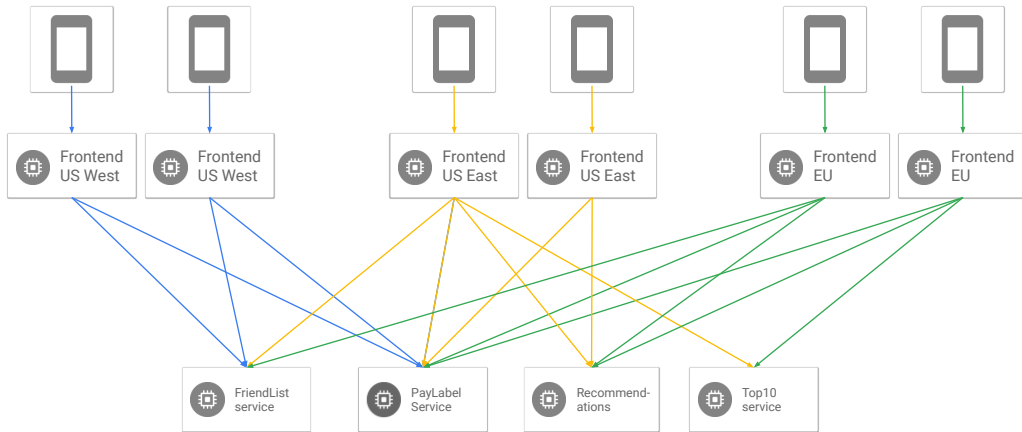 Frontend
US West
Frontend
US West
Frontend
US East
Frontend
US East
Frontend
EU
Frontend
EU
FriendList
service
PayLabel
Service
Recommend-
ations
Top10
service